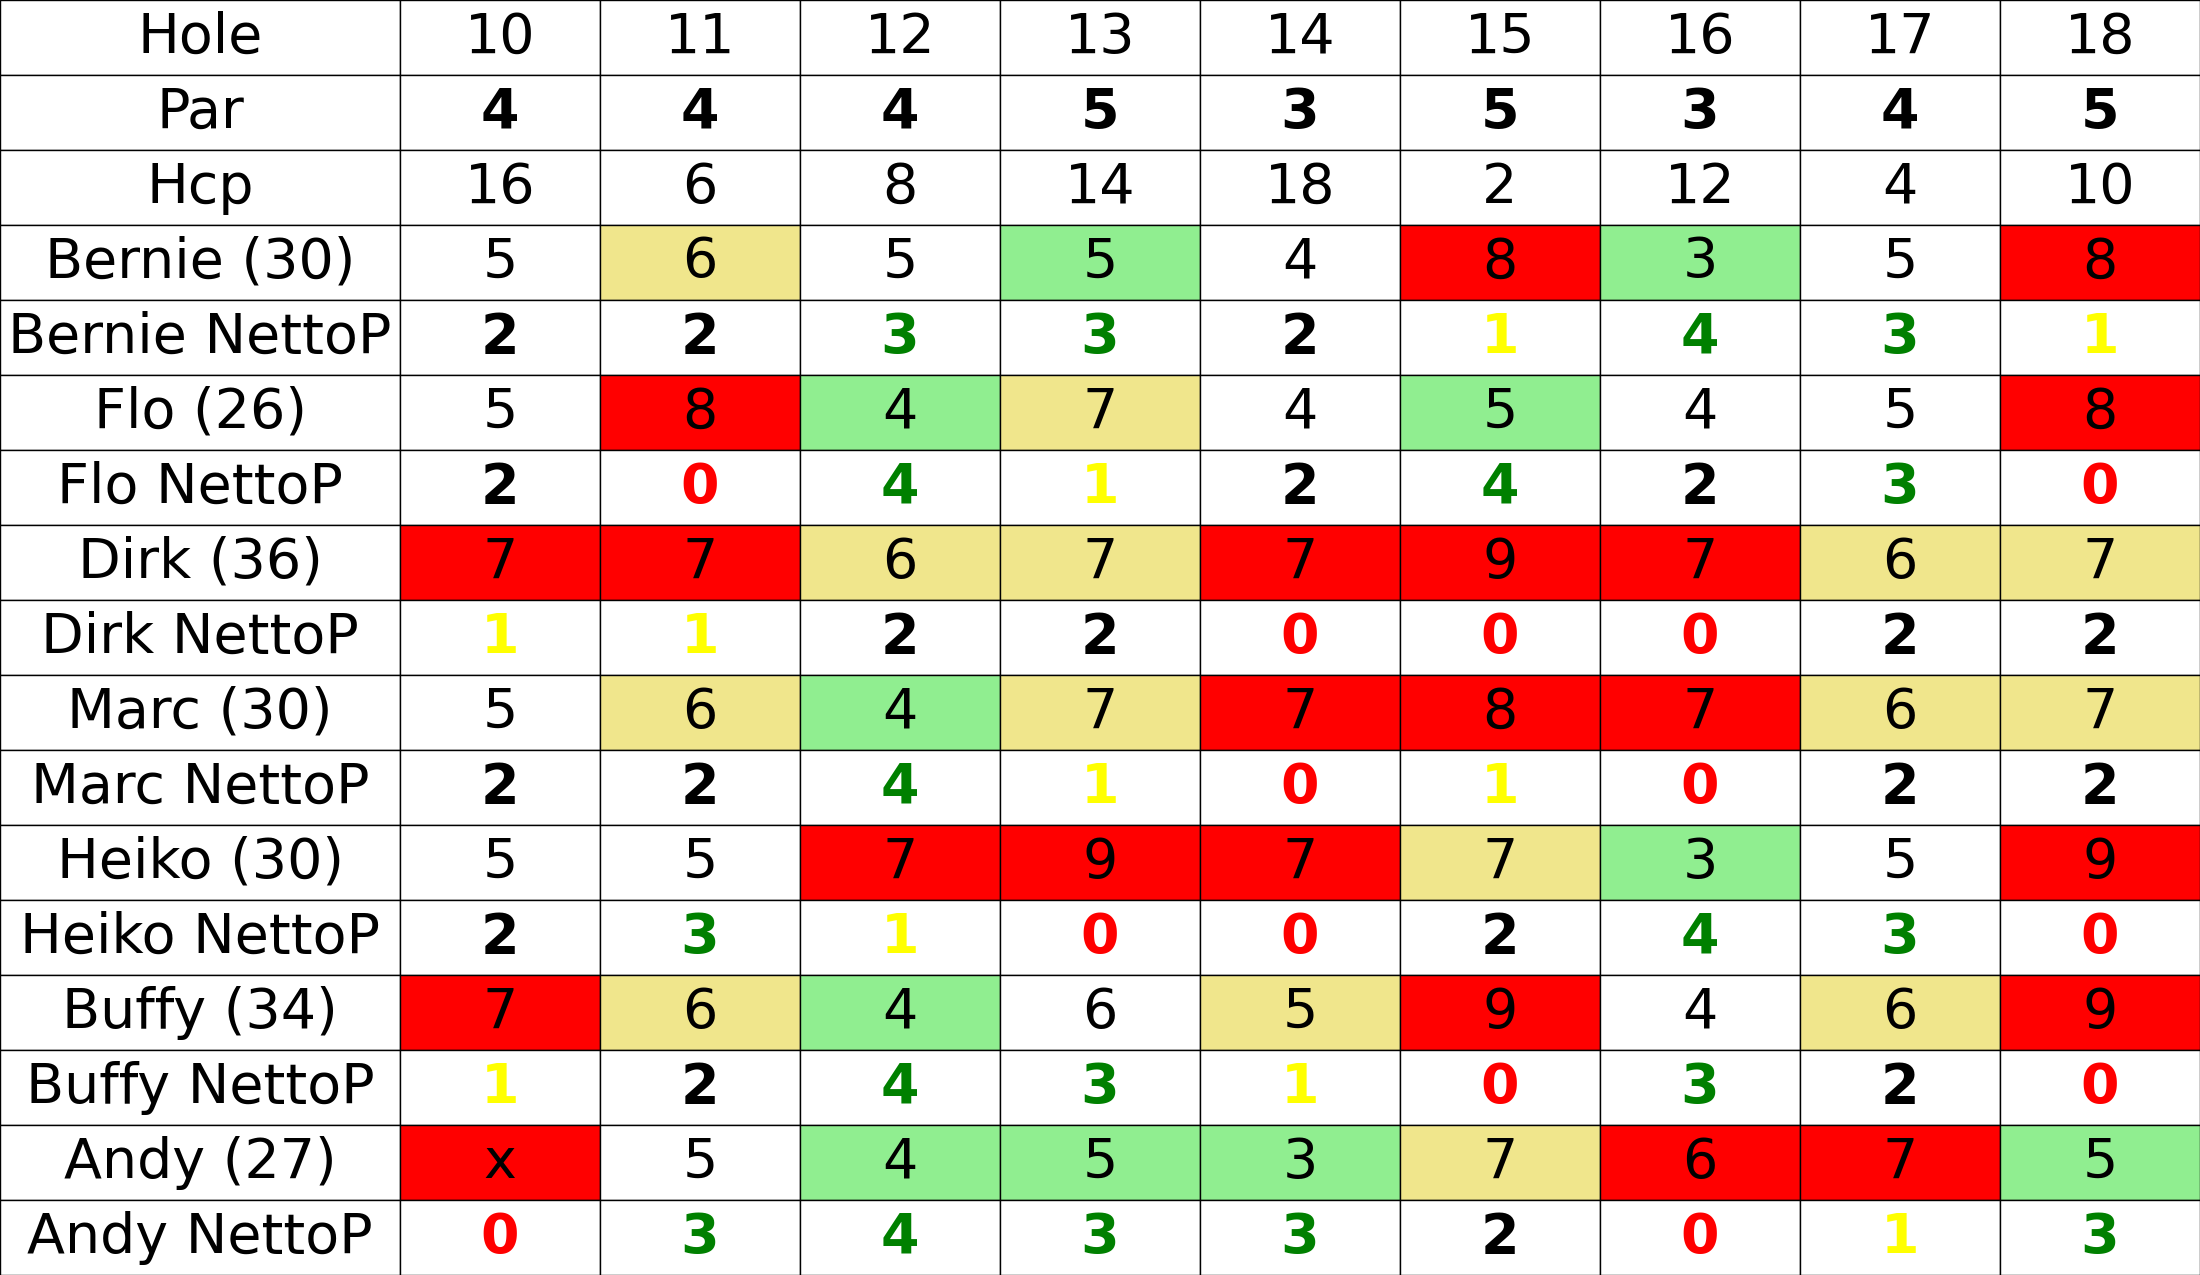 Hole 10 11 12 13 14 15 16 17 18
Par 4 4 4 5 3 5 3 4 5
Hcp 16 6 8 14 18 2 12 4 10
Bernie (30) 5 6 5 5 4 8 3 5 8
Bernie NettoP 2 2 3 3 2 1 4 3 1
Flo (26) 5 8 4 7 4 5 4 5 8
Flo NettoP 2 0 4 1 2 4 2 3 0
Dirk (36) 7 7 6 7 7 9 7 6 7
Dirk NettoP 1 1 2 2 0 0 0 2 2
Marc (30) 5 6 4 7 7 8 7 6 7
Marc NettoP 2 2 4 1 0 1 0 2 2
Heiko (30) 5 5 7 9 7 7 3 5 9
Heiko NettoP 2 3 1 0 0 2 4 3 0
Buffy (34) 7 6 4 6 5 9 4 6 9
Buffy NettoP 1 2 4 3 1 0 3 2 0
Andy (27) x 5 4 5 3 7 6 7 5
Andy NettoP 0 3 4 3 3 2 0 1 3